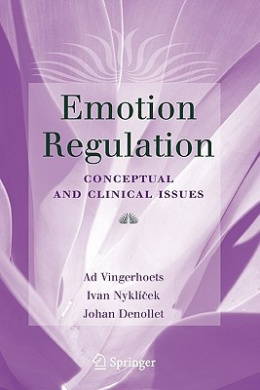 Emotion
Regulation
CONCEPTUAL
AND CLINICAL ISSUES
Ad Vingerhoets
Ivan Nyklíček
Johan Denollet
Springer